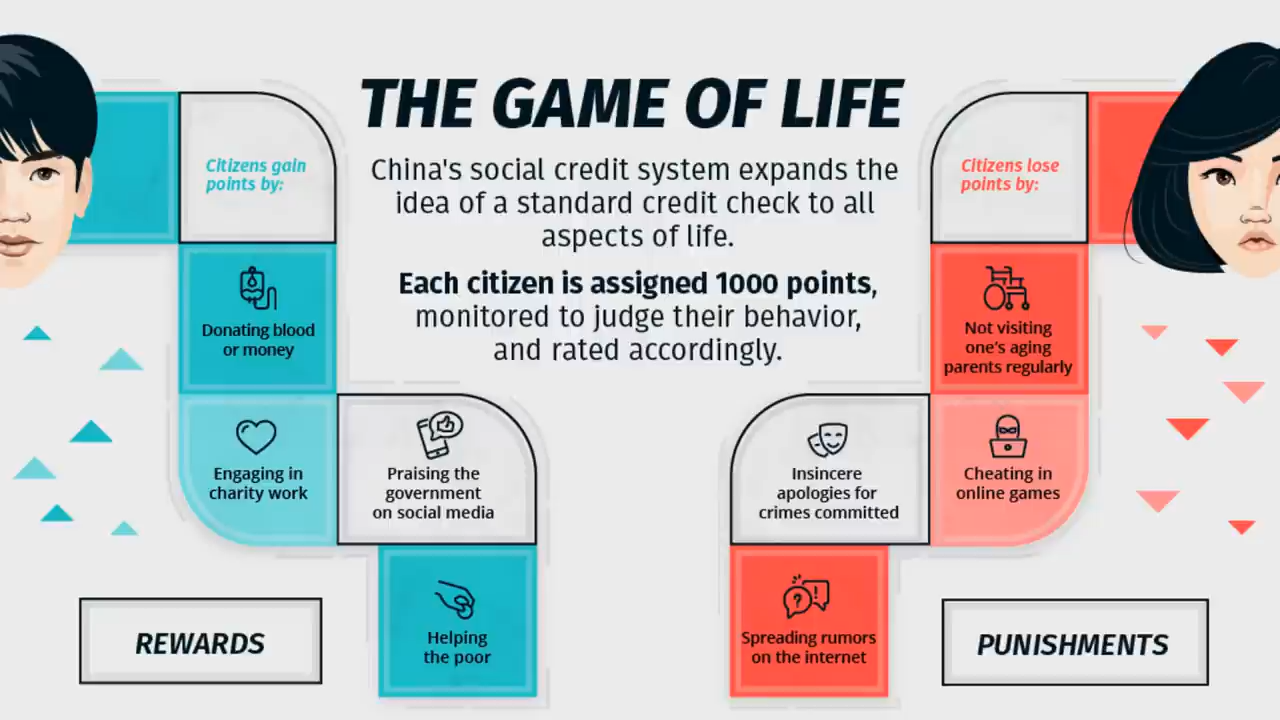 THE GAME OF LIFE
China's social credit system expands the
idea of a standard credit check to all
aspects of life.
Each citizen is assigned 1000 points,
monitored to judge their behavior,
and rated accordingly.
Citizens gain
points by:
Donating blood
or money
Engaging in
charity work
Praising the
government
on social media
Helping
the poor
REWARDS
Citizens lose
points by:
Not visiting
one's aging
parents regularly
Cheating in
online games
Insincere
apologies for
crimes committed
Spreading rumors
on the internet
PUNISHMENTS